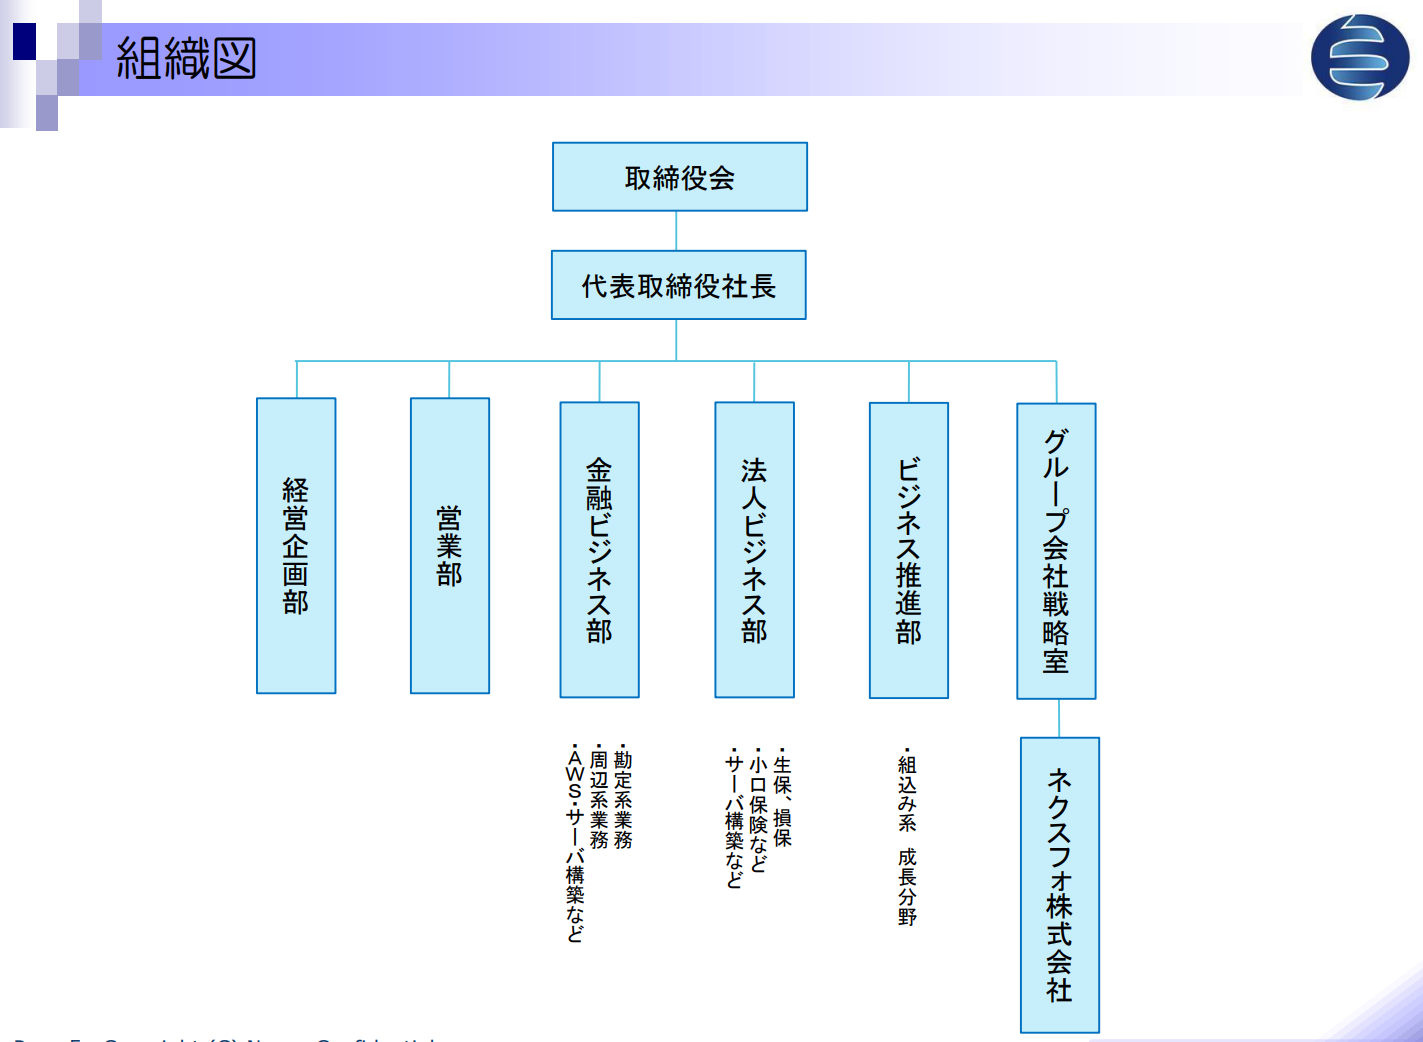 組織図
取締役会
代表取締役社長
経営企画部
営業部
金融ビジネス部
法人ビジネス部
ビジネス推進部
グループ会社戦略室
・勘定系業務
・周辺系業務
・AWS・サーバ構築など
・生保、損保
・小口保険など
・サーバ構築など
・組込み系　成長分野
ネクスフォ株式会社